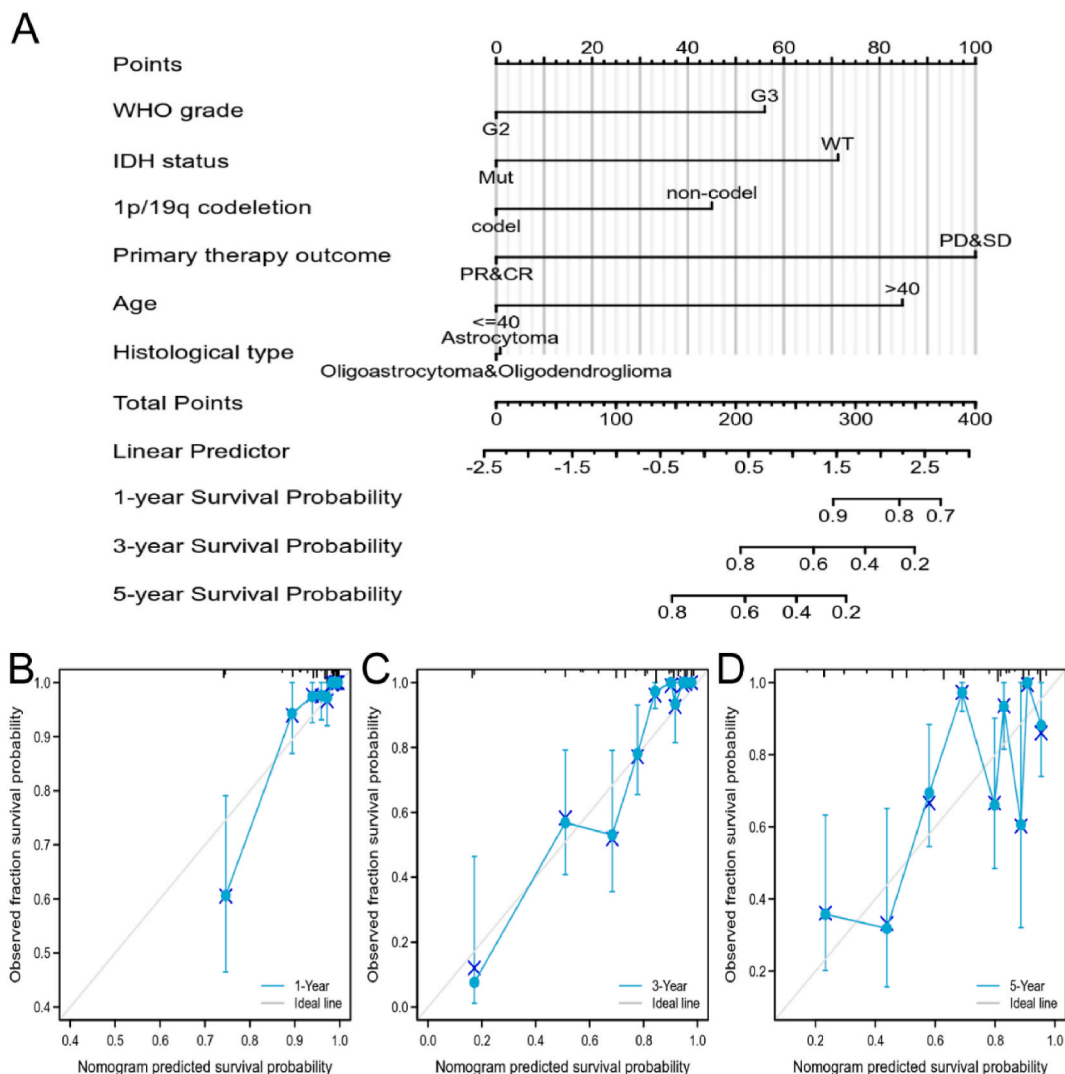 A
Points
0 20 40 60 80 100
WHO grade
G3
G2
IDH status
WT
Mut
1p/19q codeletion
non-codel
codel
Primary therapy outcome
PD&SD
PR&CR
Age
>40
<=40
Histological type
Astrocytoma
Oligoastrocytoma&Oligodendroglioma
Total Points
0 100 200 300 400
Linear Predictor
-2.5 -1.5 -0.5 0.5 1.5 2.5
1-year Survival Probability
0.9 0.8 0.7
3-year Survival Probability
0.8 0.6 0.4 0.2
5-year Survival Probability
0.8 0.6 0.4 0.2
B
Observed fraction survival probability
1.0
0.9
0.8
0.7
0.6
0.5
0.4
1-Year
Ideal line
0.4 0.5 0.6 0.7 0.8 0.9 1.0
Nomogram predicted survival probability
C
Observed fraction survival probability
1.0
0.8
0.6
0.4
0.2
0.0
3-Year
Ideal line
0.0 0.2 0.4 0.6 0.8 1.0
Nomogram predicted survival probability
D
Observed fraction survival probability
1.0
0.8
0.6
0.4
0.2
5-Year
Ideal line
0.2 0.4 0.6 0.8 1.0
Nomogram predicted survival probability